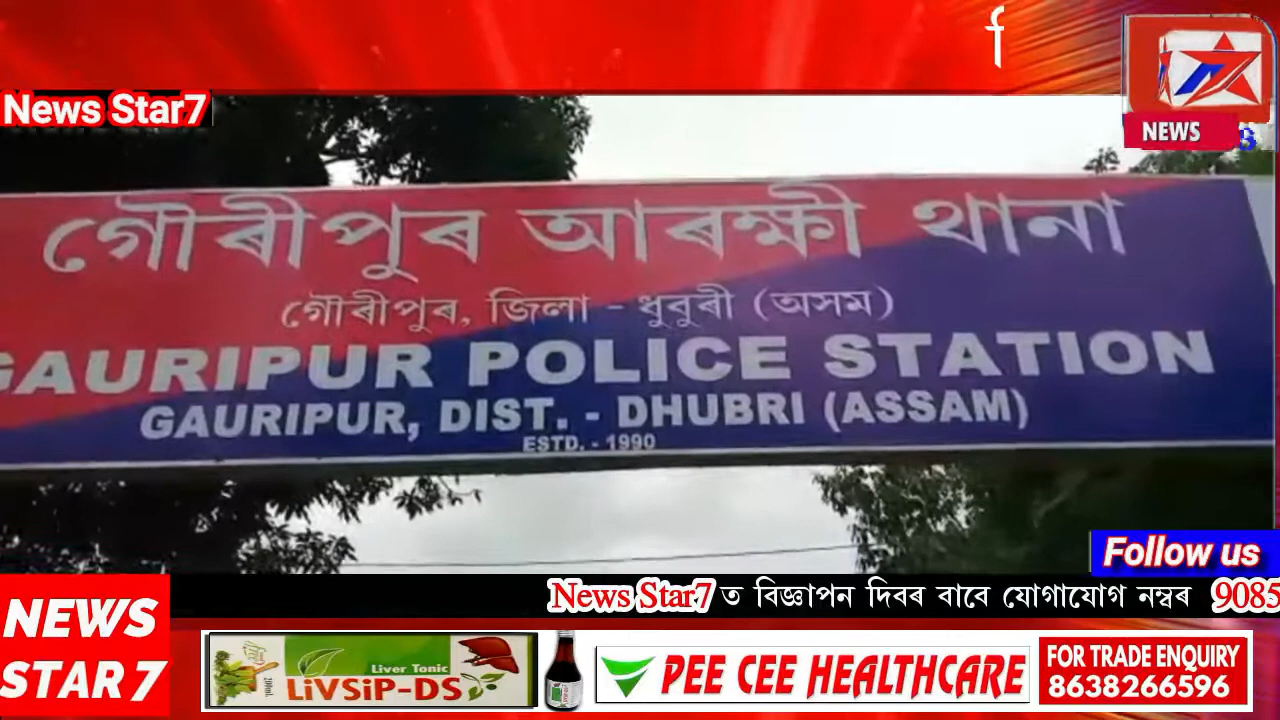 f
News Star7
NEWS
গৌৰীপুৰ আৰক্ষী থানা
গৌৰীপুৰ, জিলা - ধুবুৰী (অসম)
GAURIPUR POLICE STATION
GAURIPUR, DIST. - DHUBRI (ASSAM)
ESTD. - 1990
Follow us
News Star7 ত বিজ্ঞাপন দিবৰ বাবে যোগাযোগ নম্বৰ 9085
NEWS
STAR 7
Liver Tonic
LiVSiP-DS
PEE CEE HEALTHCARE
FOR TRADE ENQUIRY
8638266596